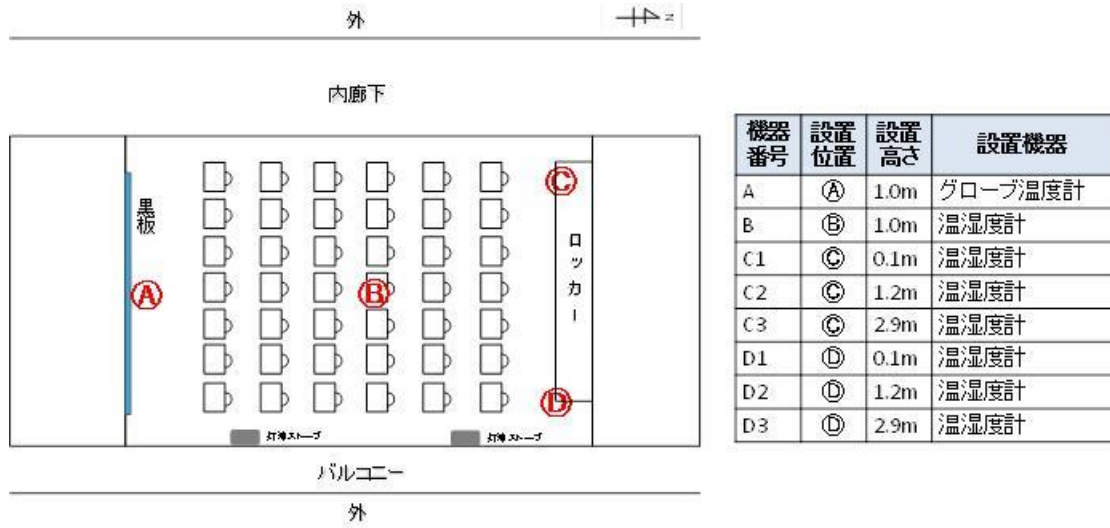 外
N
内廊下
黒板
Ⓐ
Ⓑ
Ⓒ
Ⓓ
ロッカー
灯油ストーブ
灯油ストーブ
バルコニー
外
機器番号 設置位置 設置高さ 設置機器
A Ⓐ 1.0m グローブ温度計
B Ⓑ 1.0m 温湿度計
C1 Ⓒ 0.1m 温湿度計
C2 Ⓒ 1.2m 温湿度計
C3 Ⓒ 2.9m 温湿度計
D1 Ⓓ 0.1m 温湿度計
D2 Ⓓ 1.2m 温湿度計
D3 Ⓓ 2.9m 温湿度計